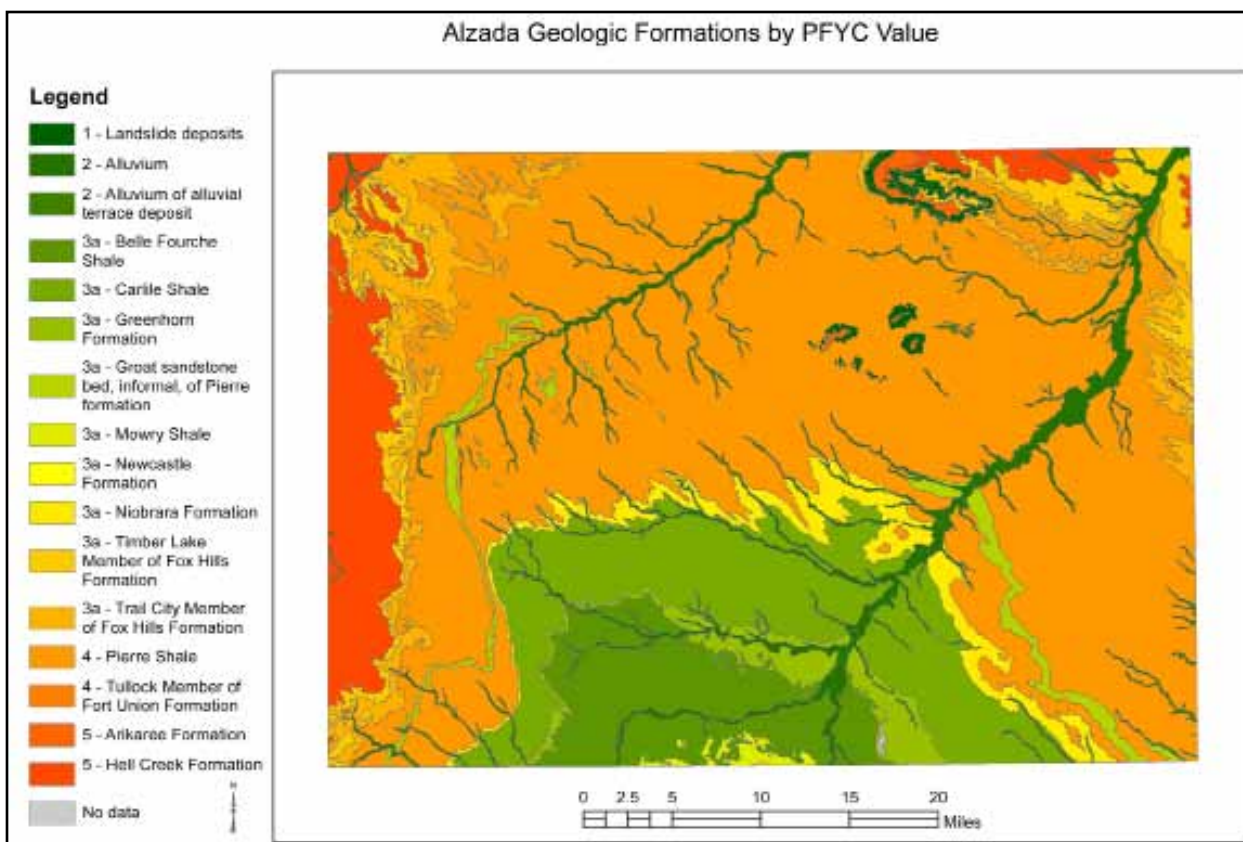 Alzada Geologic Formations by PFYC Value
Legend
1 - Landslide deposits
2 - Alluvium
2 - Alluvium of alluvial
terrace deposit
3a - Belle Fourche
Shale
3a - Carlile Shale
3a - Greenhorn
Formation
3a - Groat sandstone
bed, informal, of Pierre
formation
3a - Mowry Shale
3a - Newcastle
Formation
3a - Niobrara Formation
3a - Timber Lake
Member of Fox Hills
Formation
3a - Trail City Member
of Fox Hills Formation
4 - Pierre Shale
4 - Tullock Member of
Fort Union Formation
5 - Arikaree Formation
5 - Hell Creek Formation
No data
N
0 2.5 5 10 15 20
Miles